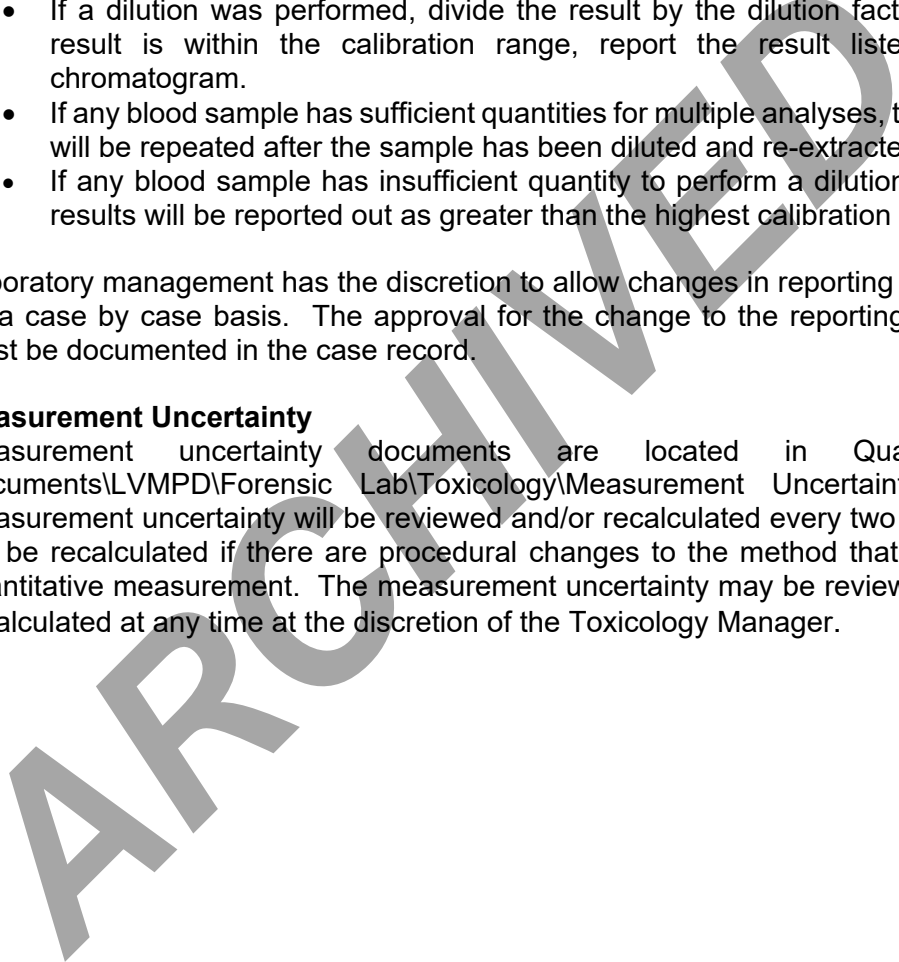 • If a dilution was performed, divide the result by the dilution fact
result is within the calibration range, report the result liste
chromatogram.
• If any blood sample has sufficient quantities for multiple analyses, t
will be repeated after the sample has been diluted and re-extracte
• If any blood sample has insufficient quantity to perform a dilution
results will be reported out as greater than the highest calibration
boratory management has the discretion to allow changes in reporting
a case by case basis. The approval for the change to the reporting
st be documented in the case record.
asurement Uncertainty
asurement uncertainty documents are located in Qua
cuments\LVMPD\Forensic Lab\Toxicology\Measurement Uncertaint
asurement uncertainty will be reviewed and/or recalculated every two
be recalculated if there are procedural changes to the method that
antitative measurement. The measurement uncertainty may be review
alculated at any time at the discretion of the Toxicology Manager.
ARCHIVED